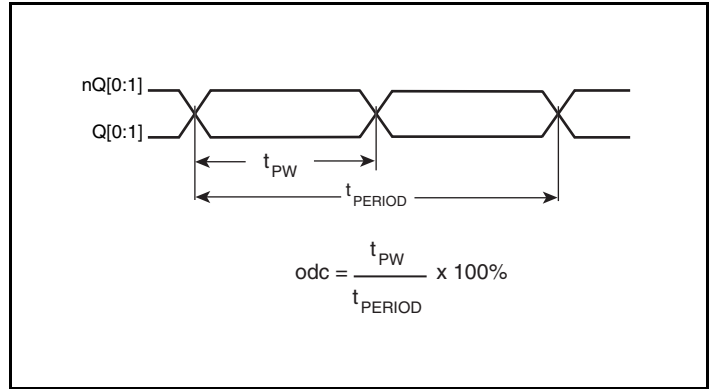 nQ[0:1]
Q[0:1]
tPW
tPERIOD
odc = tPW / tPERIOD x 100%